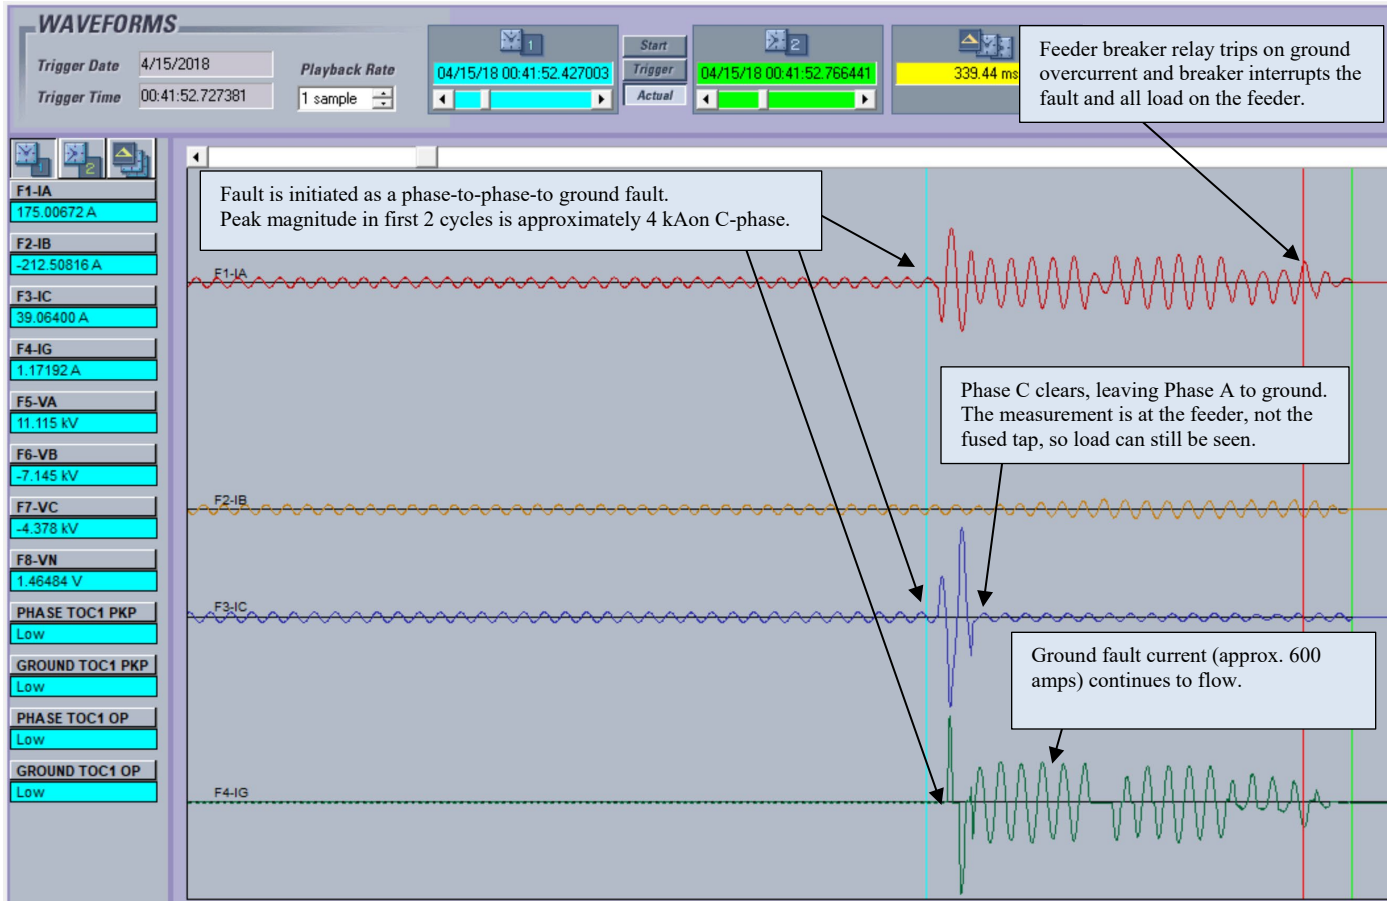 WAVEFORMS
Trigger Date 4/15/2018
Trigger Time 00:41:52.727381
Playback Rate
1 sample
1
04/15/18 00:41:52.427003
Start
Trigger
Actual
2
04/15/18 00:41:52.766441
339.44 ms
Feeder breaker relay trips on ground
overcurrent and breaker interrupts the
fault and all load on the feeder.
1
2
F1-IA
175.00672 A
F2-IB
-212.50816 A
F3-IC
39.06400 A
F4-IG
1.17192 A
F5-VA
11.115 kV
F6-VB
-7.145 kV
F7-VC
-4.378 kV
F8-VN
1.46484 V
PHASE TOC1 PKP
Low
GROUND TOC1 PKP
Low
PHASE TOC1 OP
Low
GROUND TOC1 OP
Low
Fault is initiated as a phase-to-phase-to ground fault.
Peak magnitude in first 2 cycles is approximately 4 kAon C-phase.
F1-IA
Phase C clears, leaving Phase A to ground.
The measurement is at the feeder, not the
fused tap, so load can still be seen.
F2-IB
F3-IC
Ground fault current (approx. 600
amps) continues to flow.
F4-IG